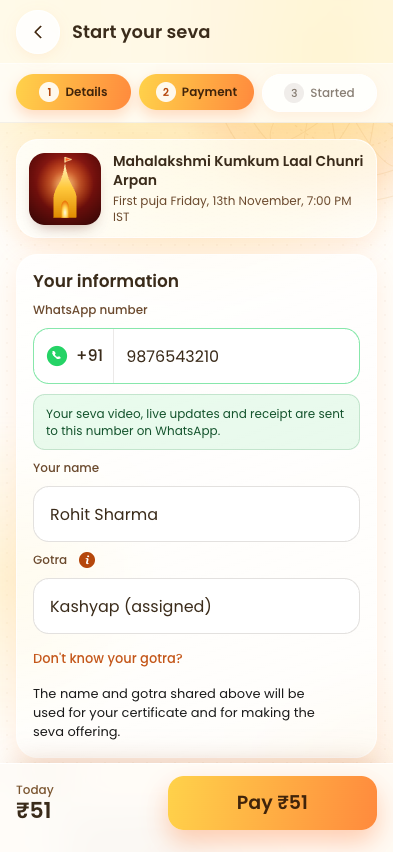 Start your seva
1 Details
2 Payment
3 Started
Mahalakshmi Kumkum Laal Chunri
Arpan
First puja Friday, 13th November, 7:00 PM
IST
Your information
WhatsApp number
+91 9876543210
Your seva video, live updates and receipt are sent
to this number on WhatsApp.
Your name
Rohit Sharma
Gotra i
Kashyap (assigned)
Don't know your gotra?
The name and gotra shared above will be
used for your certificate and for making the
seva offering.
Today
₹51
Pay ₹51